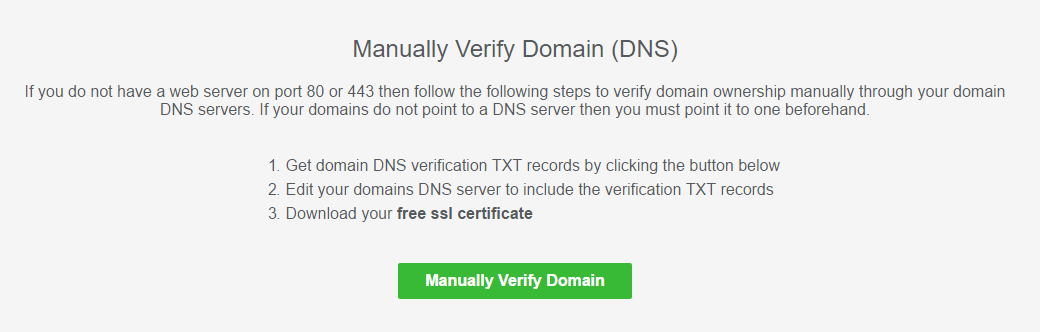 Manually Verify Domain (DNS)
If you do not have a web server on port 80 or 443 then follow the following steps to verify domain ownership manually through your domain
DNS servers. If your domains do not point to a DNS server then you must point it to one beforehand.
1. Get domain DNS verification TXT records by clicking the button below
2. Edit your domains DNS server to include the verification TXT records
3. Download your free ssl certificate
Manually Verify Domain